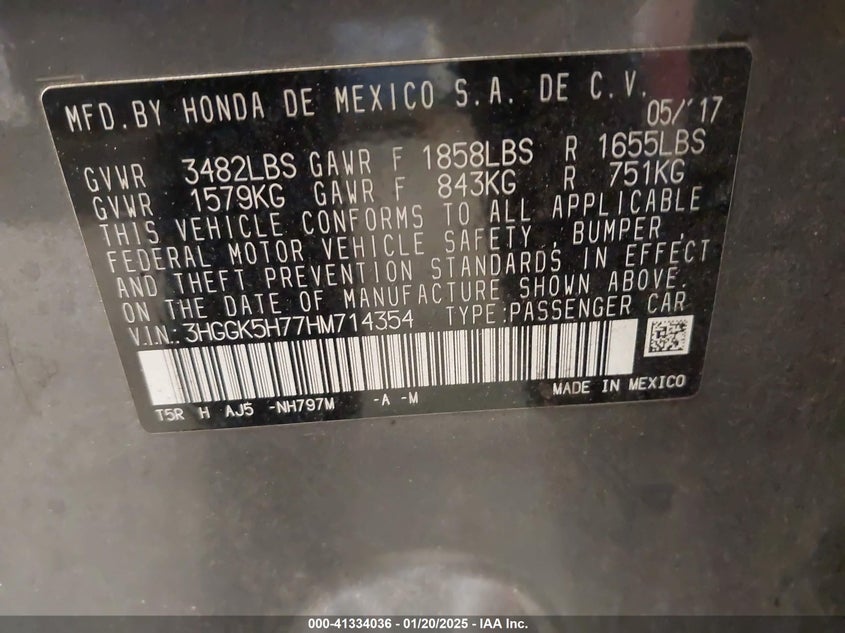 MFD.BY HONDA DE MEXICO S.A. DE C.V.
05/'17
GVWR 3482LBS GAWR F 1858LBS R 1655LBS
GVWR 1579KG GAWR F 843KG R 751KG
THIS VEHICLE CONFORMS TO ALL APPLICABLE
FEDERAL MOTOR VEHICLE SAFETY, BUMPER,
AND THEFT PREVENTION STANDARDS IN EFFECT
ON THE DATE OF MANUFACTURE SHOWN ABOVE.
V.I.N.: 3HGGK5H77HM714354 TYPE:PASSENGER CAR
T5R H AJ5 -NH797M -A -M MADE IN MEXICO
000-41334036 - 01/20/2025 - IAA Inc.